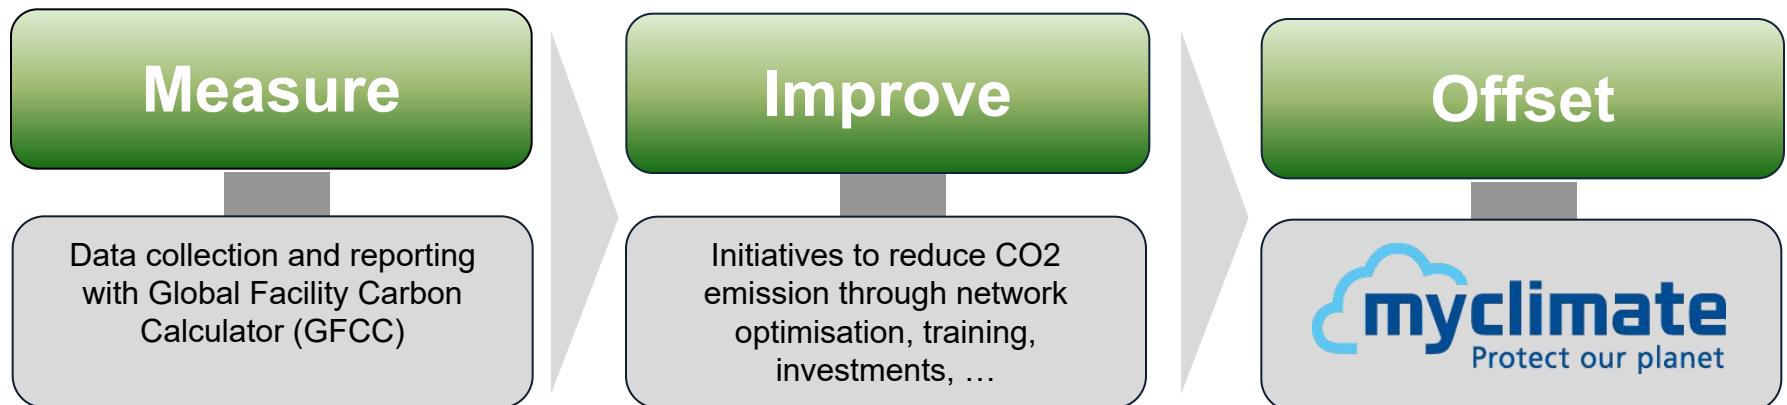 Measure
Data collection and reporting
with Global Facility Carbon
Calculator (GFCC)
Improve
Initiatives to reduce CO2
emission through network
optimisation, training,
investments, …
Offset
myclimate
Protect our planet